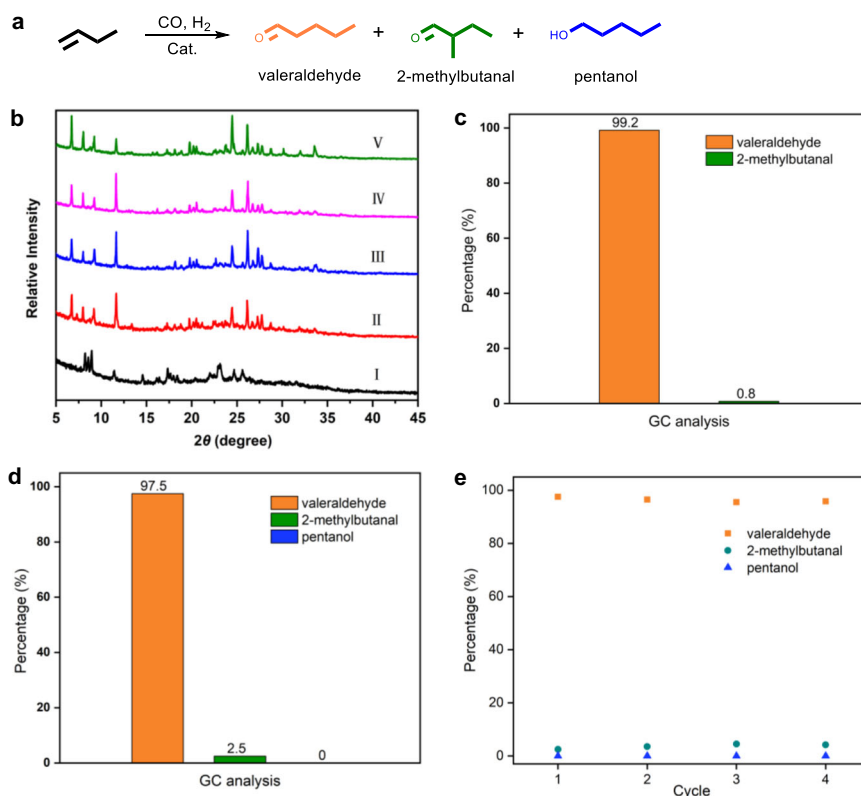 a
CO, H₂
Cat.
O
+
O
+
HO
valeraldehyde
2-methylbutanal
pentanol
b
Relative Intensity
V
IV
III
II
I
5 10 15 20 25 30 35 40 45
2θ (degree)
c
Percentage (%)
100
80
60
40
20
0
99.2
0.8
valeraldehyde
2-methylbutanal
GC analysis
d
Percentage (%)
100
80
60
40
20
0
97.5
2.5
0
valeraldehyde
2-methylbutanal
pentanol
GC analysis
e
Percentage (%)
100
80
60
40
20
0
valeraldehyde
2-methylbutanal
pentanol
1 2 3 4
Cycle